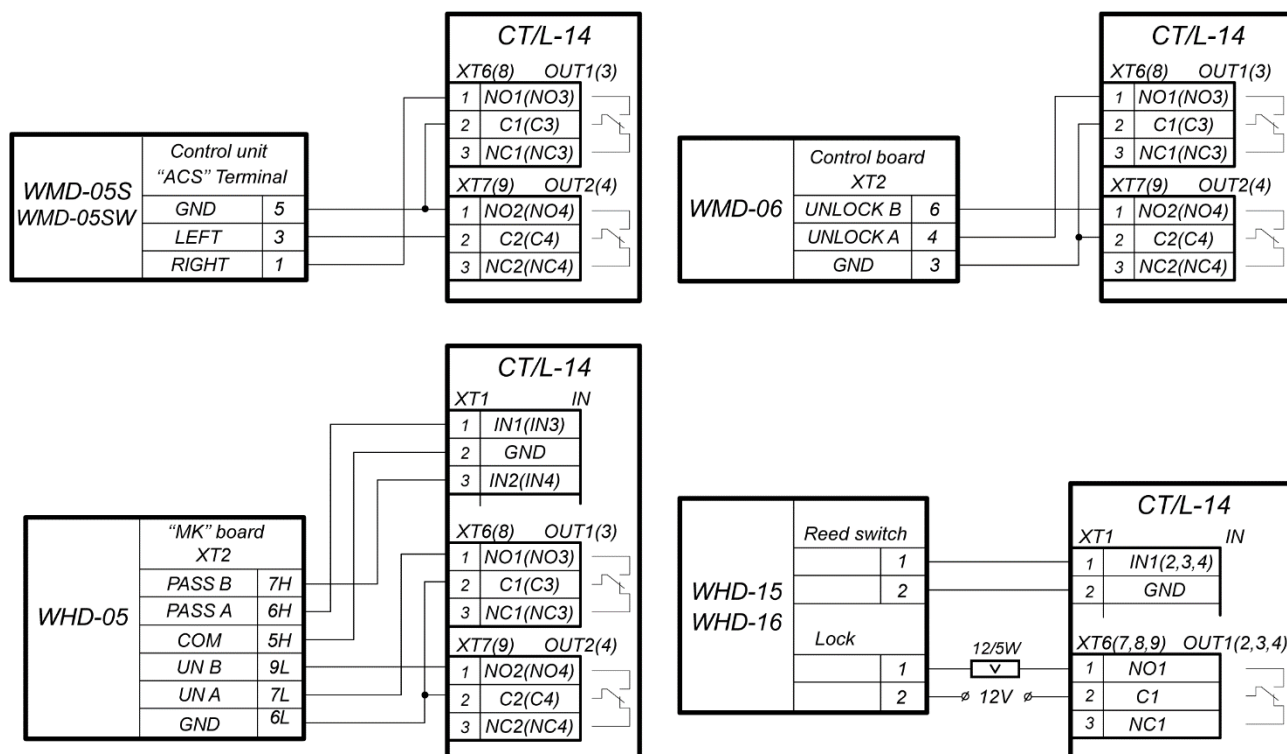 CT/L-14
XT6(8) OUT1(3)
1 NO1(NO3)
2 C1(C3)
3 NC1(NC3)
XT7(9) OUT2(4)
1 NO2(NO4)
2 C2(C4)
3 NC2(NC4)
WMD-05S
WMD-05SW
Control unit
“ACS” Terminal
GND 5
LEFT 3
RIGHT 1
CT/L-14
XT6(8) OUT1(3)
1 NO1(NO3)
2 C1(C3)
3 NC1(NC3)
XT7(9) OUT2(4)
1 NO2(NO4)
2 C2(C4)
3 NC2(NC4)
WMD-06
Control board
XT2
UNLOCK B 6
UNLOCK A 4
GND 3
CT/L-14
XT1 IN
1 IN1(IN3)
2 GND
3 IN2(IN4)
XT6(8) OUT1(3)
1 NO1(NO3)
2 C1(C3)
3 NC1(NC3)
XT7(9) OUT2(4)
1 NO2(NO4)
2 C2(C4)
3 NC2(NC4)
WHD-05
“MK” board
XT2
PASS B 7H
PASS A 6H
COM 5H
UN B 9L
UN A 7L
GND 6L
CT/L-14
XT1 IN
1 IN1(2,3,4)
2 GND
XT6(7,8,9) OUT1(2,3,4)
1 NO1
2 C1
3 NC1
WHD-15
WHD-16
Reed switch
1
2
Lock
1
2
12/5W
V
12V